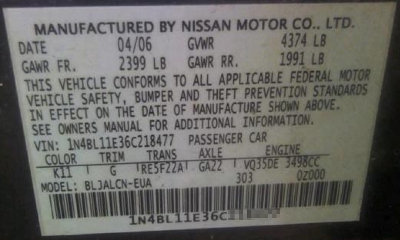 MANUFACTURED BY NISSAN MOTOR CO., LTD.
DATE 04/06 GVWR 4374 LB
GAWR FR. 2399 LB GAWR RR. 1991 LB
THIS VEHICLE CONFORMS TO ALL APPLICABLE FEDERAL MOTOR
VEHICLE SAFETY, BUMPER AND THEFT PREVENTION STANDARDS
IN EFFECT ON THE DATE OF MANUFACTURE SHOWN ABOVE.
SEE OWNERS MANUAL FOR ADDITIONAL INFORMATION.
VIN: 1N4BL11E36C218477 PASSENGER CAR
COLOR TRIM TRANS AXLE ENGINE
K11 G RE5F22A GA22 VQ35DE 3498CC
MODEL: BLJALCN-EUA 303 0Z000
1N4BL11E36C